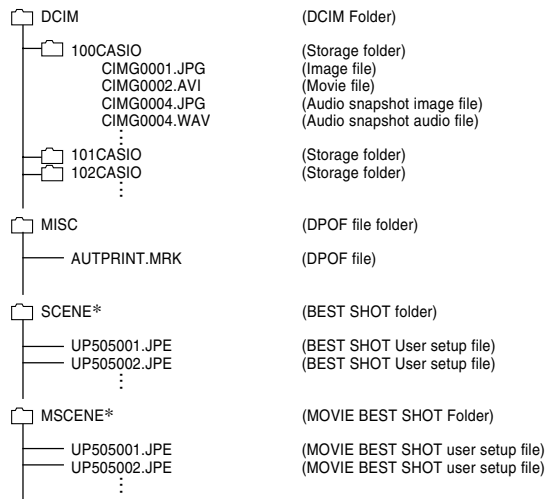 DCIM (DCIM Folder)
100CASIO (Storage folder)
CIMG0001.JPG (Image file)
CIMG0002.AVI (Movie file)
CIMG0004.JPG (Audio snapshot image file)
CIMG0004.WAV (Audio snapshot audio file)
101CASIO (Storage folder)
102CASIO (Storage folder)
MISC (DPOF file folder)
AUTPRINT.MRK (DPOF file)
SCENE* (BEST SHOT folder)
UP505001.JPE (BEST SHOT User setup file)
UP505002.JPE (BEST SHOT User setup file)
MSCENE* (MOVIE BEST SHOT Folder)
UP505001.JPE (MOVIE BEST SHOT user setup file)
UP505002.JPE (MOVIE BEST SHOT user setup file)